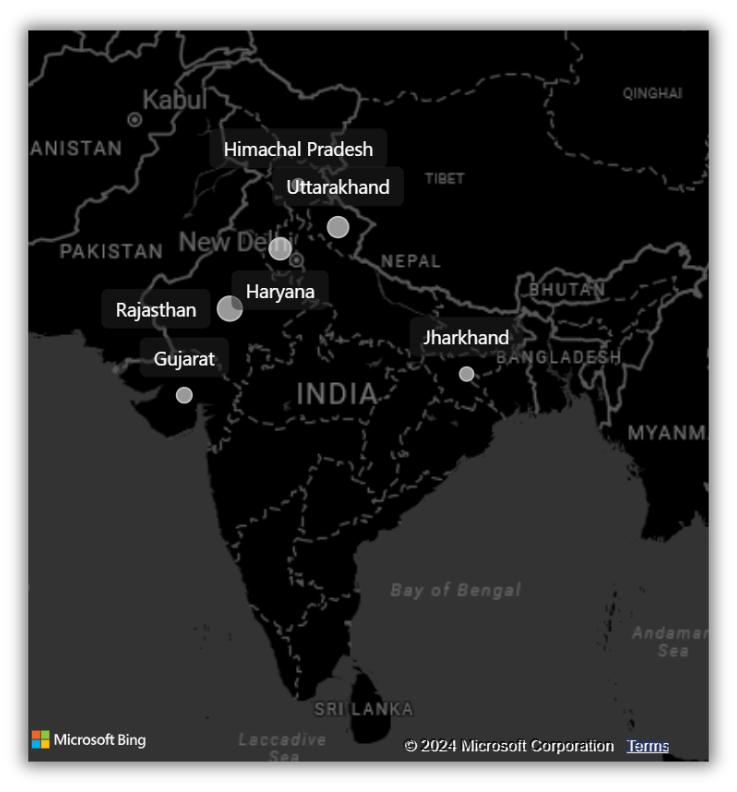 QINGHAI
Kabul
ANISTAN
Himachal Pradesh
TIBET
Uttarakhand
New Delhi
PAKISTAN
NEPAL
BHUTAN
Haryana
Rajasthan
Jharkhand
Gujarat
BANGLADESH
INDIA
MYANM
Bay of Bengal
Andaman
Sea
SRI LANKA
Laccadive
Sea
Microsoft Bing
© 2024 Microsoft Corporation Terms